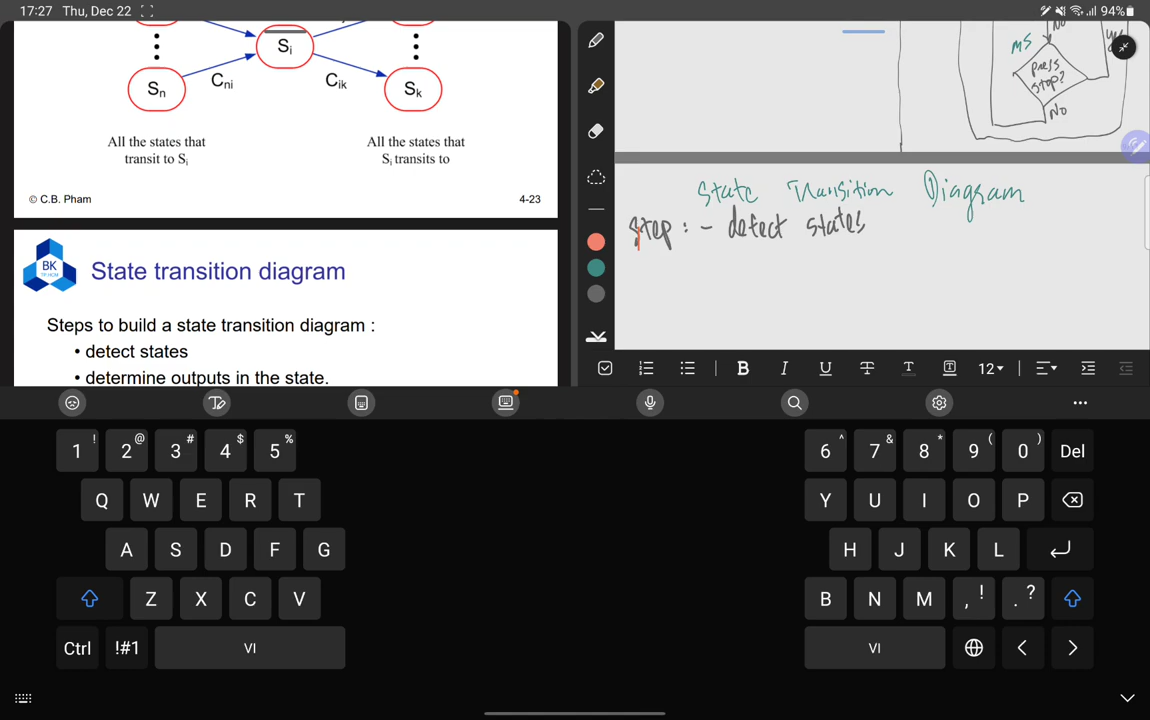 17:27 Thu, Dec 22
94%
Si
Sn
Cni
Cik
Sk
All the states that
transit to Si
All the states that
Si transits to
© C.B. Pham
4-23
BK
TP.HCM
State transition diagram
Steps to build a state transition diagram :
• detect states
• determine outputs in the state.
No
MS
press
stop?
No
State Transition Diagram
Step : - detect states
B I U T T T 12
1 ! 2 @ 3 # 4 $ 5 % 6 ^ 7 & 8 * 9 ( 0 ) Del
Q W E R T Y U I O P
A S D F G H J K L
Z X C V B N M , ! . ?
Ctrl !#1 VI VI < >